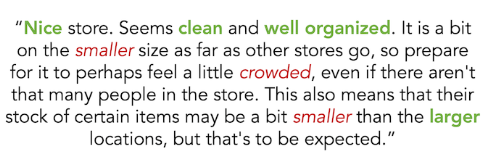 “Nice store. Seems clean and well organized. It is a bit
on the smaller size as far as other stores go, so prepare
for it to perhaps feel a little crowded, even if there aren't
that many people in the store. This also means that their
stock of certain items may be a bit smaller than the larger
locations, but that's to be expected.”